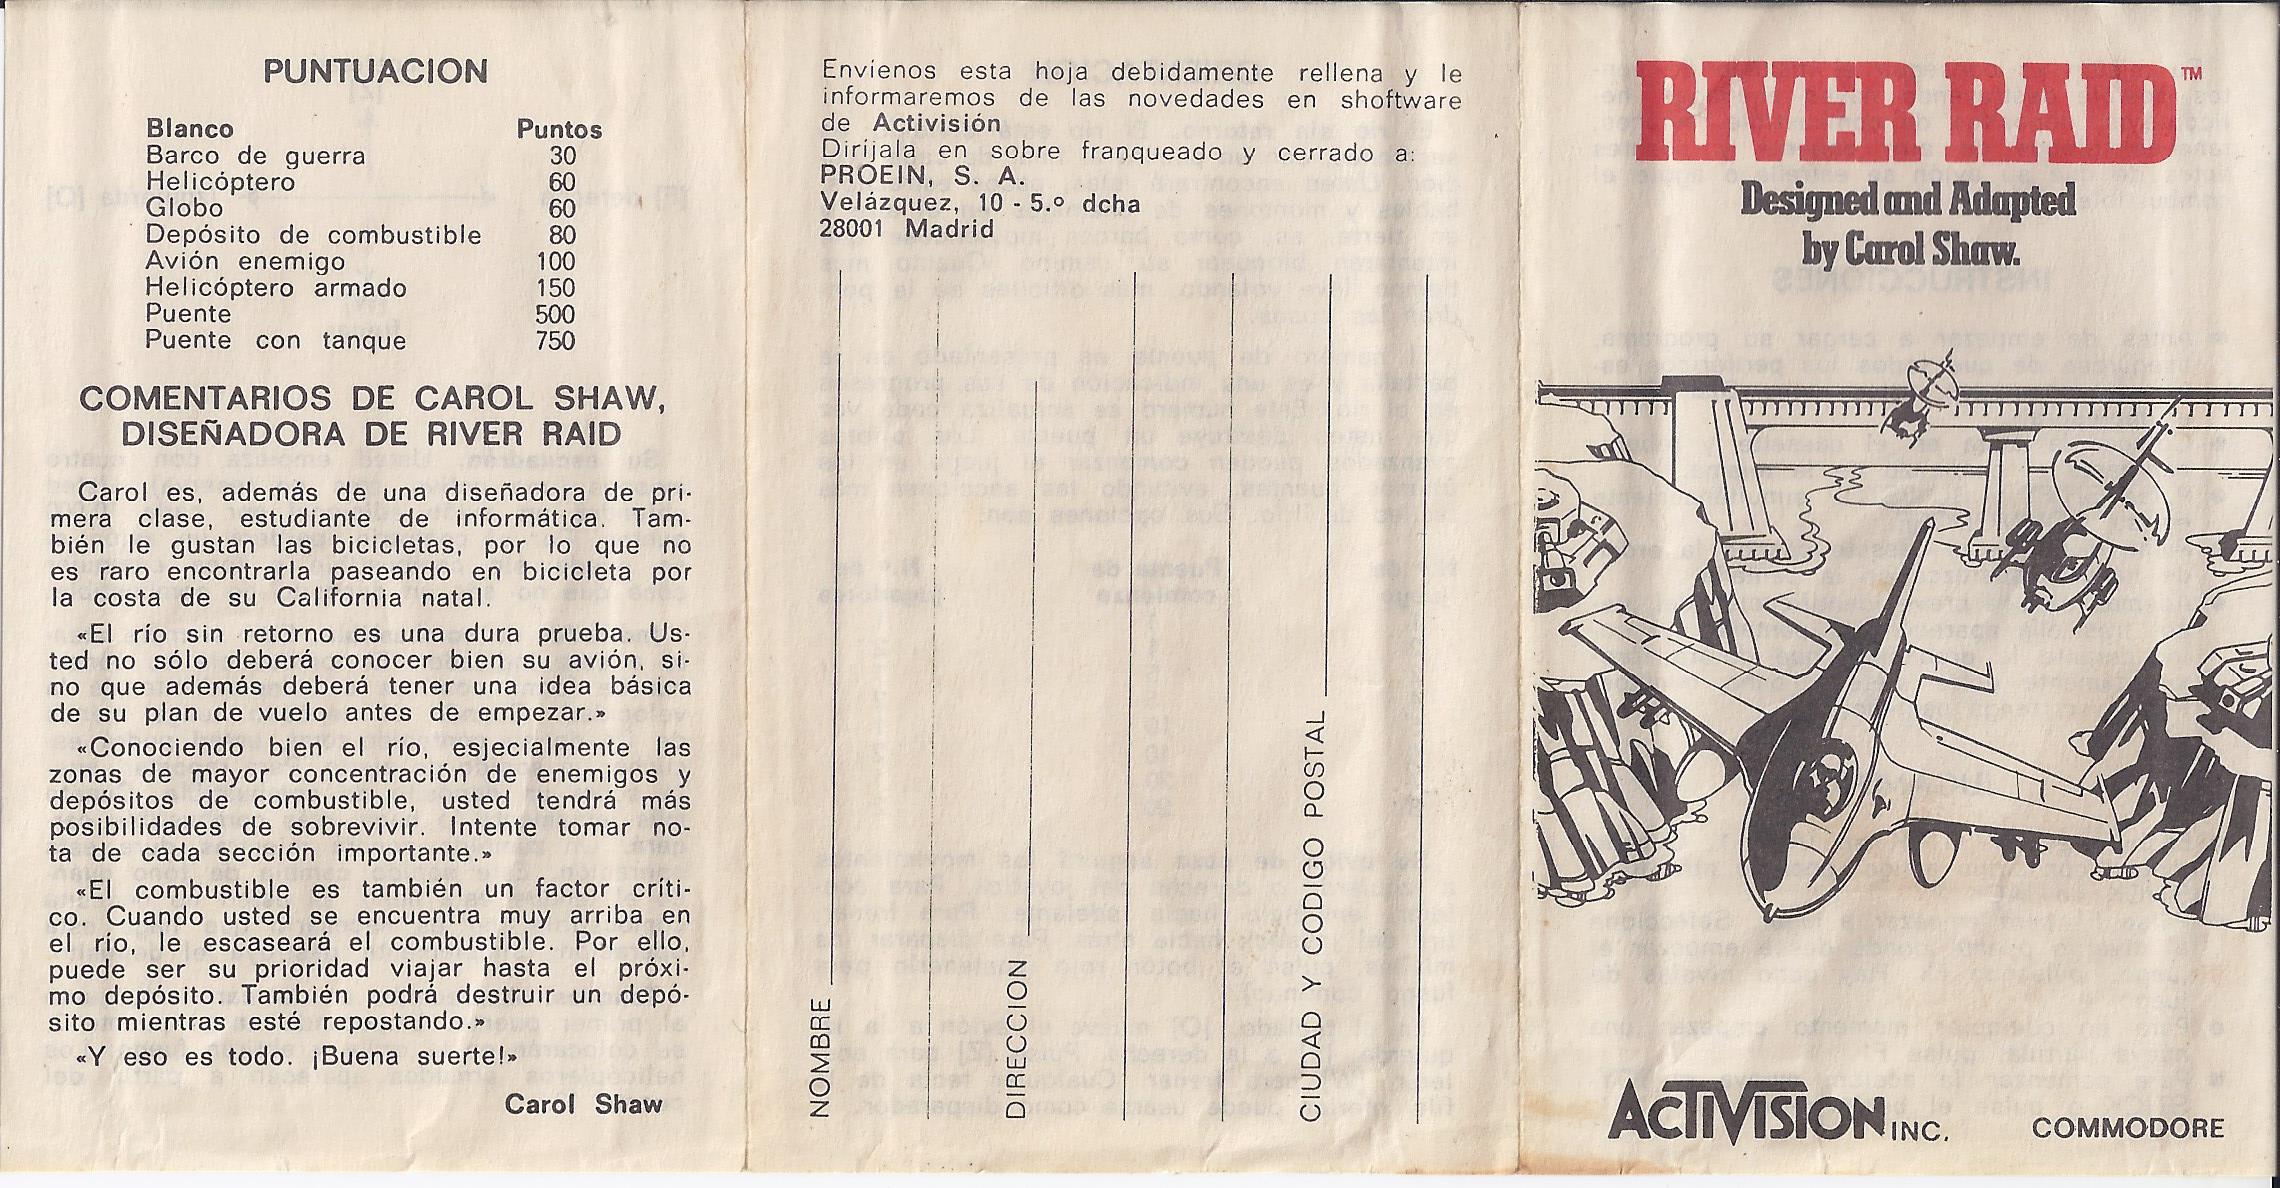 PUNTUACION
Blanco Puntos
Barco de guerra 30
Helicóptero 60
Globo 60
Depósito de combustible 80
Avión enemigo 100
Helicóptero armado 150
Puente 500
Puente con tanque 750
COMENTARIOS DE CAROL SHAW,
DISEÑADORA DE RIVER RAID
Carol es, además de una diseñadora de pri-
mera clase, estudiante de informática. Tam-
bién le gustan las bicicletas, por lo que no
es raro encontrarla paseando en bicicleta por
la costa de su California natal.
«El río sin retorno es una dura prueba. Us-
ted no sólo deberá conocer bien su avión, si-
no que además deberá tener una idea básica
de su plan de vuelo antes de empezar.»
«Conociendo bien el río, esjecialmente las
zonas de mayor concentración de enemigos y
depósitos de combustible, usted tendrá más
posibilidades de sobrevivir. Intente tomar no-
ta de cada sección importante.»
«El combustible es también un factor críti-
co. Cuando usted se encuentra muy arriba en
el río, le escaseará el combustible. Por ello,
puede ser su prioridad viajar hasta el próxi-
mo depósito. También podrá destruir un depó-
sito mientras esté repostando.»
«Y eso es todo. ¡Buena suerte!»
Carol Shaw
Envíenos esta hoja debidamente rellena y le
informaremos de las novedades en shoftware
de Activisión
Diríjala en sobre franqueado y cerrado a:
PROEIN, S. A.
Velázquez, 10 - 5.º dcha
28001 Madrid
NOMBRE
DIRECCION
CIUDAD Y CODIGO POSTAL
RIVER RAID™
Designed and Adapted
by Carol Shaw.
ACTIVISION INC.
COMMODORE